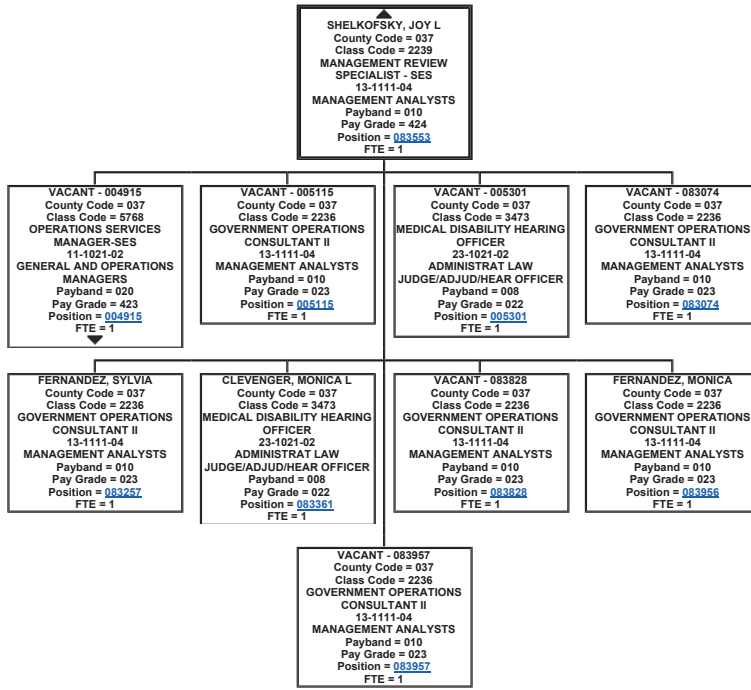 SHELKOFSKY, JOY L
County Code = 037
Class Code = 2239
MANAGEMENT REVIEW
SPECIALIST - SES
13-1111-04
MANAGEMENT ANALYSTS
Payband = 010
Pay Grade = 424
Position = 083553
FTE = 1
VACANT - 004915
County Code = 037
Class Code = 5768
OPERATIONS SERVICES
MANAGER-SES
11-1021-02
GENERAL AND OPERATIONS
MANAGERS
Payband = 020
Pay Grade = 423
Position = 004915
FTE = 1
VACANT - 005115
County Code = 037
Class Code = 2236
GOVERNMENT OPERATIONS
CONSULTANT II
13-1111-04
MANAGEMENT ANALYSTS
Payband = 010
Pay Grade = 023
Position = 005115
FTE = 1
VACANT - 005301
County Code = 037
Class Code = 3473
MEDICAL DISABILITY HEARING
OFFICER
23-1021-02
ADMINISTRAT LAW
JUDGE/ADJUD/HEAR OFFICER
Payband = 008
Pay Grade = 022
Position = 005301
FTE = 1
VACANT - 083074
County Code = 037
Class Code = 2236
GOVERNMENT OPERATIONS
CONSULTANT II
13-1111-04
MANAGEMENT ANALYSTS
Payband = 010
Pay Grade = 023
Position = 083074
FTE = 1
FERNANDEZ, SYLVIA
County Code = 037
Class Code = 2236
GOVERNMENT OPERATIONS
CONSULTANT II
13-1111-04
MANAGEMENT ANALYSTS
Payband = 010
Pay Grade = 023
Position = 083257
FTE = 1
CLEVENGER, MONICA L
County Code = 037
Class Code = 3473
MEDICAL DISABILITY HEARING
OFFICER
23-1021-02
ADMINISTRAT LAW
JUDGE/ADJUD/HEAR OFFICER
Payband = 008
Pay Grade = 022
Position = 083361
FTE = 1
VACANT - 083828
County Code = 037
Class Code = 2236
GOVERNMENT OPERATIONS
CONSULTANT II
13-1111-04
MANAGEMENT ANALYSTS
Payband = 010
Pay Grade = 023
Position = 083828
FTE = 1
FERNANDEZ, MONICA
County Code = 037
Class Code = 2236
GOVERNMENT OPERATIONS
CONSULTANT II
13-1111-04
MANAGEMENT ANALYSTS
Payband = 010
Pay Grade = 023
Position = 083956
FTE = 1
VACANT - 083957
County Code = 037
Class Code = 2236
GOVERNMENT OPERATIONS
CONSULTANT II
13-1111-04
MANAGEMENT ANALYSTS
Payband = 010
Pay Grade = 023
Position = 083957
FTE = 1